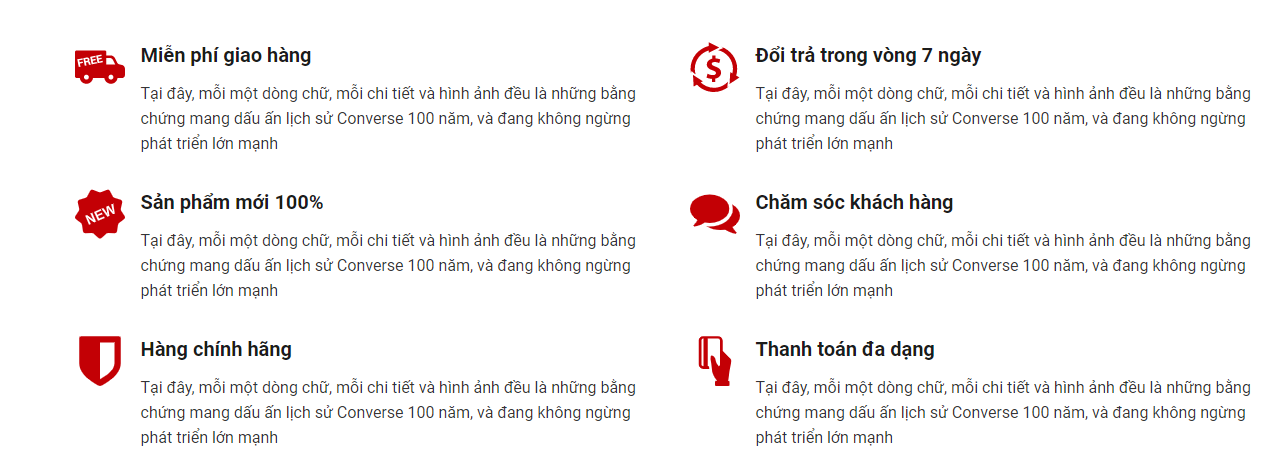 FREE
Miễn phí giao hàng
Tại đây, mỗi một dòng chữ, mỗi chi tiết và hình ảnh đều là những bằng
chứng mang dấu ấn lịch sử Converse 100 năm, và đang không ngừng
phát triển lớn mạnh
$
Đổi trả trong vòng 7 ngày
Tại đây, mỗi một dòng chữ, mỗi chi tiết và hình ảnh đều là những bằng
chứng mang dấu ấn lịch sử Converse 100 năm, và đang không ngừng
phát triển lớn mạnh
NEW
Sản phẩm mới 100%
Tại đây, mỗi một dòng chữ, mỗi chi tiết và hình ảnh đều là những bằng
chứng mang dấu ấn lịch sử Converse 100 năm, và đang không ngừng
phát triển lớn mạnh
Chăm sóc khách hàng
Tại đây, mỗi một dòng chữ, mỗi chi tiết và hình ảnh đều là những bằng
chứng mang dấu ấn lịch sử Converse 100 năm, và đang không ngừng
phát triển lớn mạnh
Hàng chính hãng
Tại đây, mỗi một dòng chữ, mỗi chi tiết và hình ảnh đều là những bằng
chứng mang dấu ấn lịch sử Converse 100 năm, và đang không ngừng
phát triển lớn mạnh
Thanh toán đa dạng
Tại đây, mỗi một dòng chữ, mỗi chi tiết và hình ảnh đều là những bằng
chứng mang dấu ấn lịch sử Converse 100 năm, và đang không ngừng
phát triển lớn mạnh